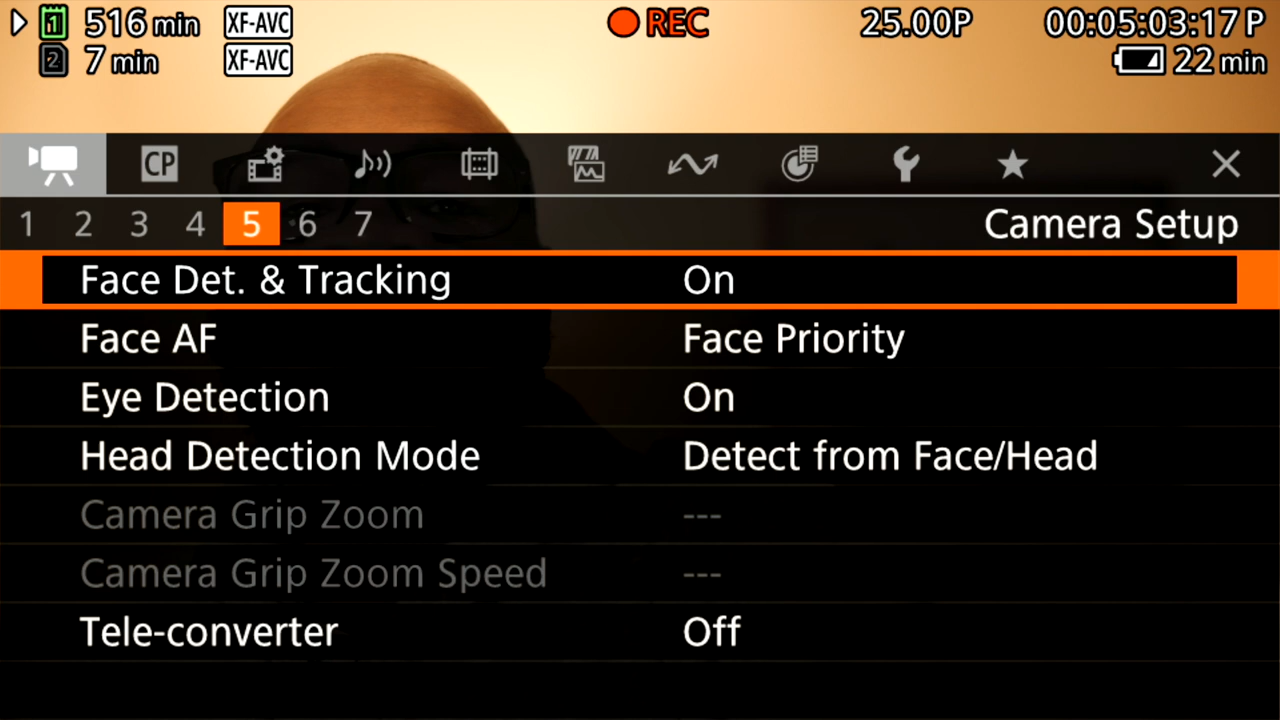 1 516 min XF-AVC REC 25.00P 00:05:03:17 P
2 7 min XF-AVC 22 min
CP
1 2 3 4 5 6 7 Camera Setup
Face Det. & Tracking On
Face AF Face Priority
Eye Detection On
Head Detection Mode Detect from Face/Head
Camera Grip Zoom ---
Camera Grip Zoom Speed ---
Tele-converter Off